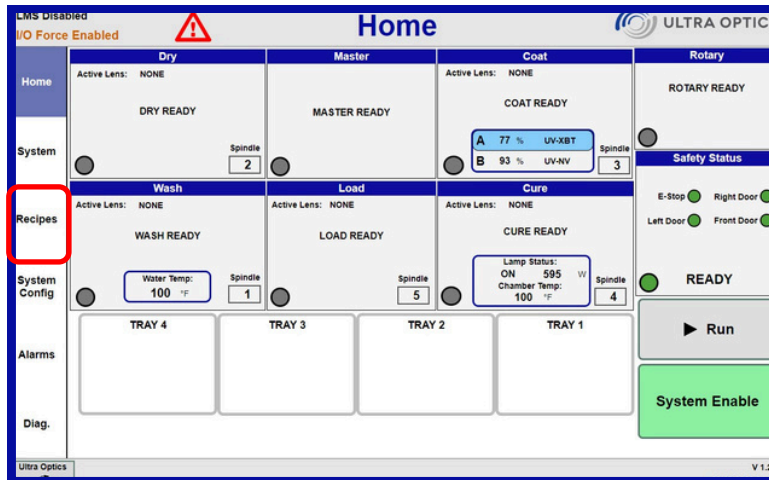 LMS Disabled
I/O Force Enabled
Home
ULTRA OPTIC
Home
System
Recipes
System
Config
Alarms
Diag.
Dry
Active Lens: NONE
DRY READY
Spindle
2
Master
MASTER READY
Coat
Active Lens: NONE
COAT READY
A 77 % UV-XBT
B 93 % UV-NV
Spindle
3
Rotary
ROTARY READY
Wash
Active Lens: NONE
WASH READY
Water Temp:
100 °F
Spindle
1
Load
Active Lens: NONE
LOAD READY
Spindle
5
Cure
Active Lens: NONE
CURE READY
Lamp Status:
ON 595 W
Chamber Temp:
100 °F
Spindle
4
Safety Status
E-Stop Right Door
Left Door Front Door
READY
TRAY 4 TRAY 3 TRAY 2 TRAY 1
Run
System Enable
Ultra Optics
V 1.2